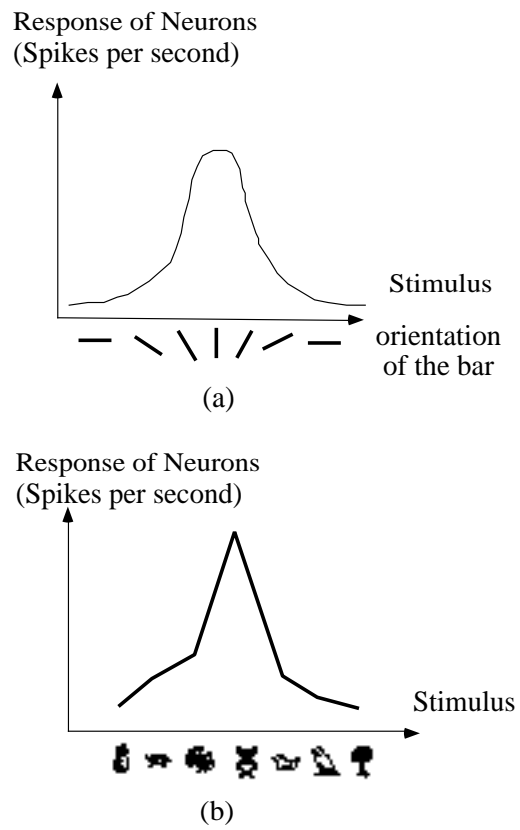 Response of Neurons
(Spikes per second)
Stimulus
orientation
of the bar
(a)
Response of Neurons
(Spikes per second)
Stimulus
(b)